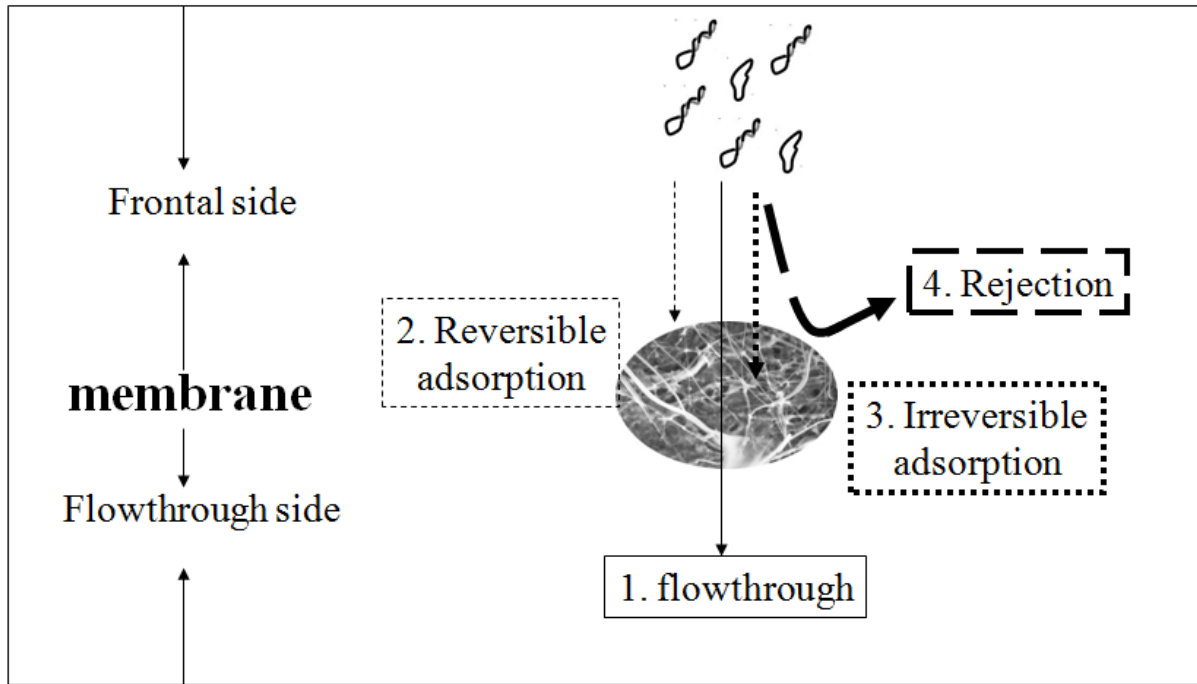 Frontal side
membrane
Flowthrough side
2. Reversible
adsorption
4. Rejection
3. Irreversible
adsorption
1. flowthrough